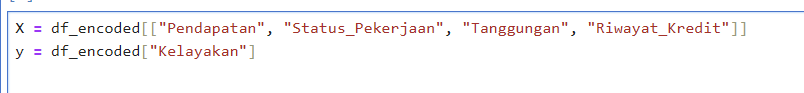 X = df_encoded[["Pendapatan", "Status_Pekerjaan", "Tanggungan", "Riwayat_Kredit"]]
y = df_encoded["Kelayakan"]